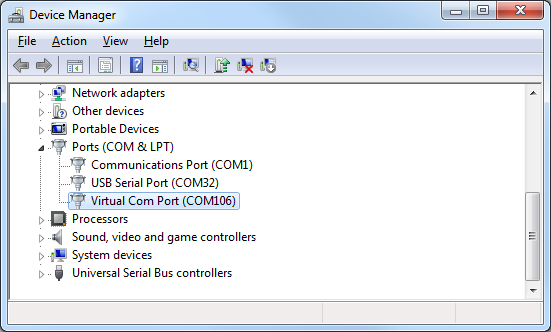 Device Manager
File Action View Help
Network adapters
Other devices
Portable Devices
Ports (COM & LPT)
Communications Port (COM1)
USB Serial Port (COM32)
Virtual Com Port (COM106)
Processors
Sound, video and game controllers
System devices
Universal Serial Bus controllers